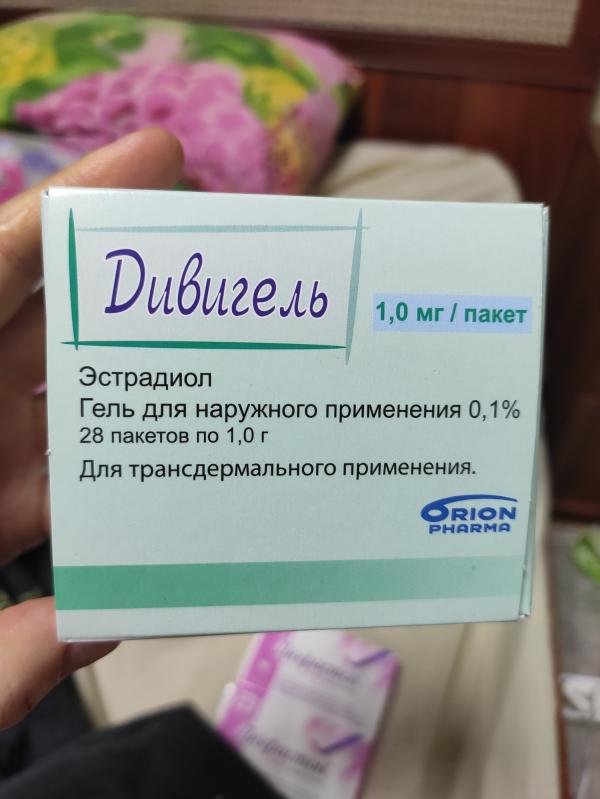 Дивигель
1,0 мг / пакет
Эстрадиол
Гель для наружного применения 0,1%
28 пакетов по 1,0 г
Для трансдермального применения.
ORION
PHARMA